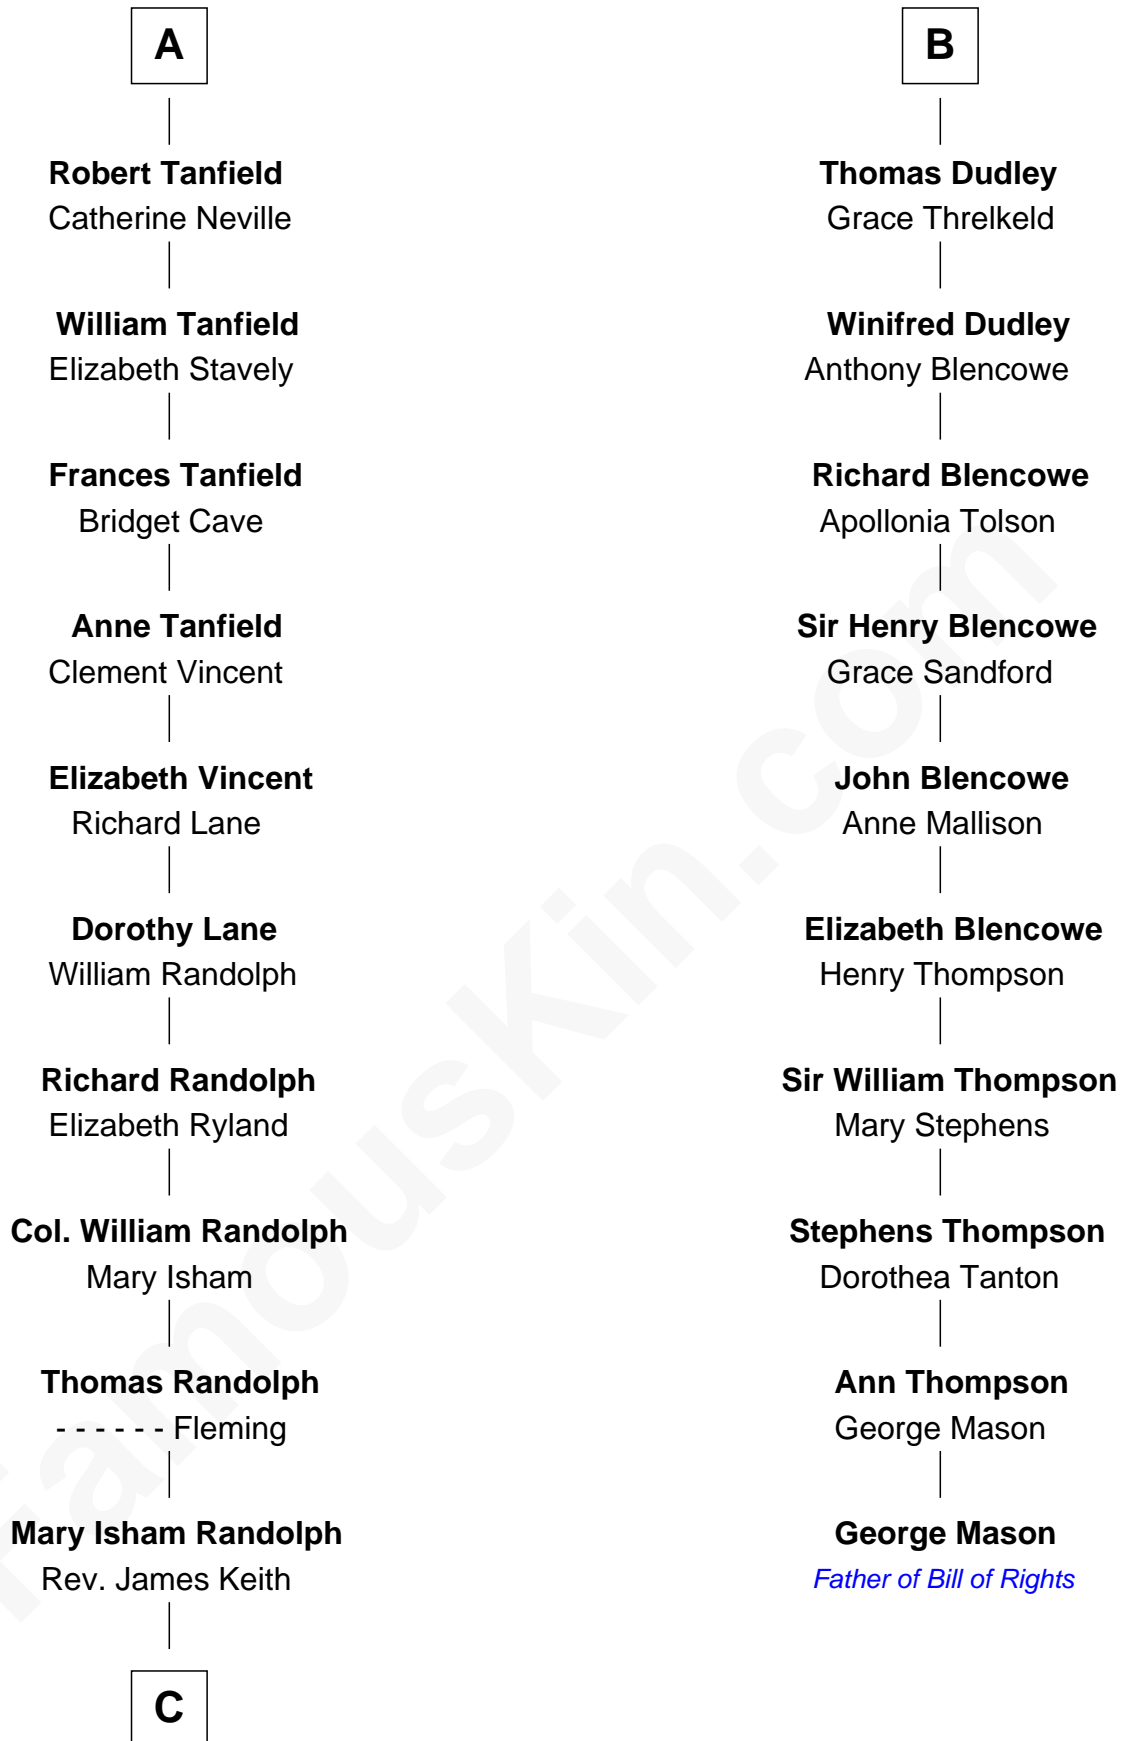 A
Robert Tanfield
Catherine Neville
William Tanfield
Elizabeth Stavely
Frances Tanfield
Bridget Cave
Anne Tanfield
Clement Vincent
Elizabeth Vincent
Richard Lane
Dorothy Lane
William Randolph
Richard Randolph
Elizabeth Ryland
Col. William Randolph
Mary Isham
Thomas Randolph
- - - - - - Fleming
Mary Isham Randolph
Rev. James Keith
C
B
Thomas Dudley
Grace Threlkeld
Winifred Dudley
Anthony Blencowe
Richard Blencowe
Apollonia Tolson
Sir Henry Blencowe
Grace Sandford
John Blencowe
Anne Mallison
Elizabeth Blencowe
Henry Thompson
Sir William Thompson
Mary Stephens
Stephens Thompson
Dorothea Tanton
Ann Thompson
George Mason
George Mason
Father of Bill of Rights
FamousKin.com